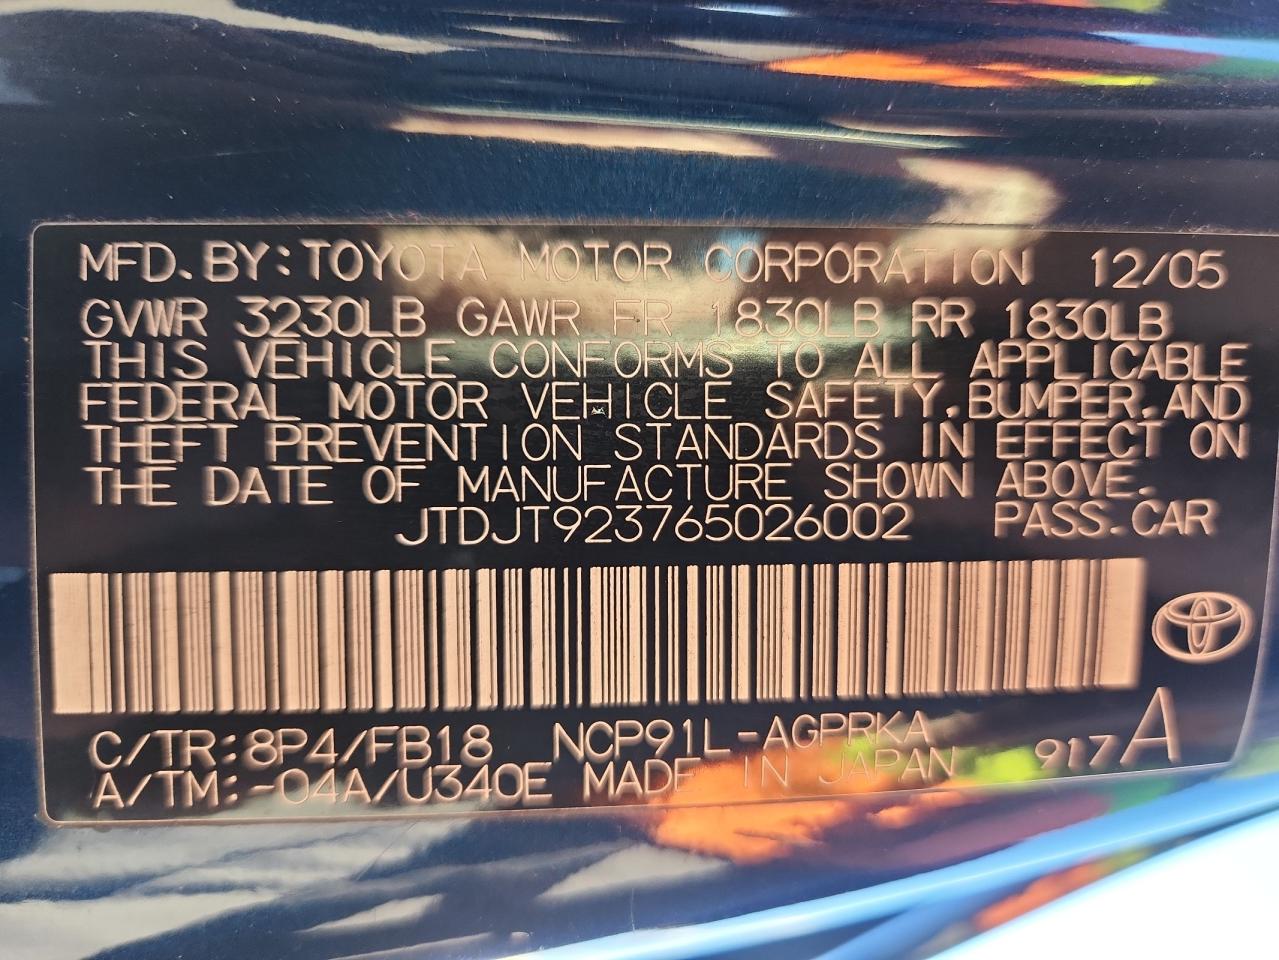 MFD. BY: TOYOTA MOTOR CORPORATION 12/05
GVWR 3230LB GAWR FR 1830LB RR 1830LB
THIS VEHICLE CONFORMS TO ALL APPLICABLE
FEDERAL MOTOR VEHICLE SAFETY, BUMPER, AND
THEFT PREVENTION STANDARDS IN EFFECT ON
THE DATE OF MANUFACTURE SHOWN ABOVE.
JTDJT923765026002 PASS.CAR
C/TR:8P4/FB18 NCP91L-AGPRKA
A/TM:-04A/U340E MADE IN JAPAN 917A